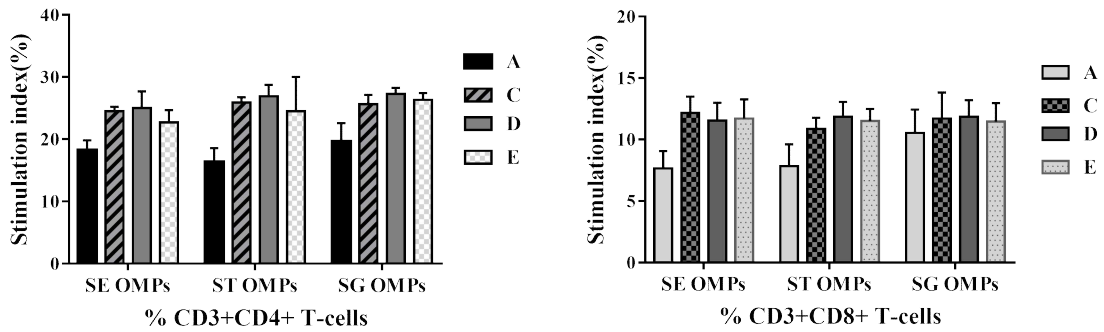 Stimulation index(%)
40
30
20
10
0
SE OMPs ST OMPs SG OMPs
% CD3+CD4+ T-cells
A
C
D
E
Stimulation index(%)
20
15
10
5
0
SE OMPs ST OMPs SG OMPs
% CD3+CD8+ T-cells
A
C
D
E